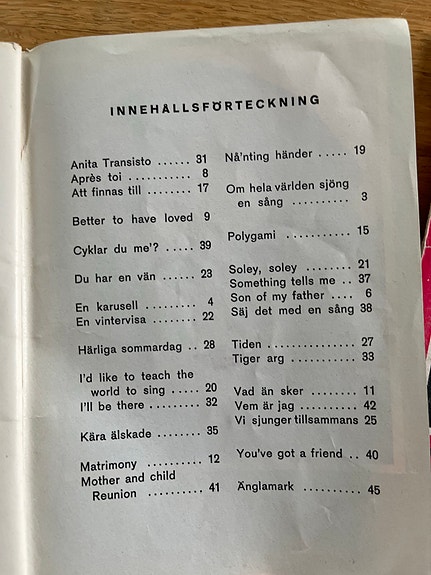 INNEHÅLLSFÖRTECKNING
Anita Transisto ...... 31
Après toi ........... 8
Att finnas till ........ 17
Better to have loved 9
Cyklar du me'? ..... 39
Du har en vän ...... 23
En karusell ......... 4
En vintervisa ........ 22
Härliga sommardag .. 28
I'd like to teach the
world to sing ..... 20
I'll be there ......... 32
Kära älskade ........ 35
Matrimony ......... 12
Mother and child
Reunion ......... 41
Nå'nting händer ..... 19
Om hela världen sjöng
en sång .......... 3
Polygami ........... 15
Soley, soley ........ 21
Something tells me .. 37
Son of my father .... 6
Säj det med en sång 38
Tiden ............. 27
Tiger arg .......... 33
Vad än sker ........ 11
Vem är jag ......... 42
Vi sjunger tillsammans 25
You've got a friend .. 40
Änglamark .......... 45